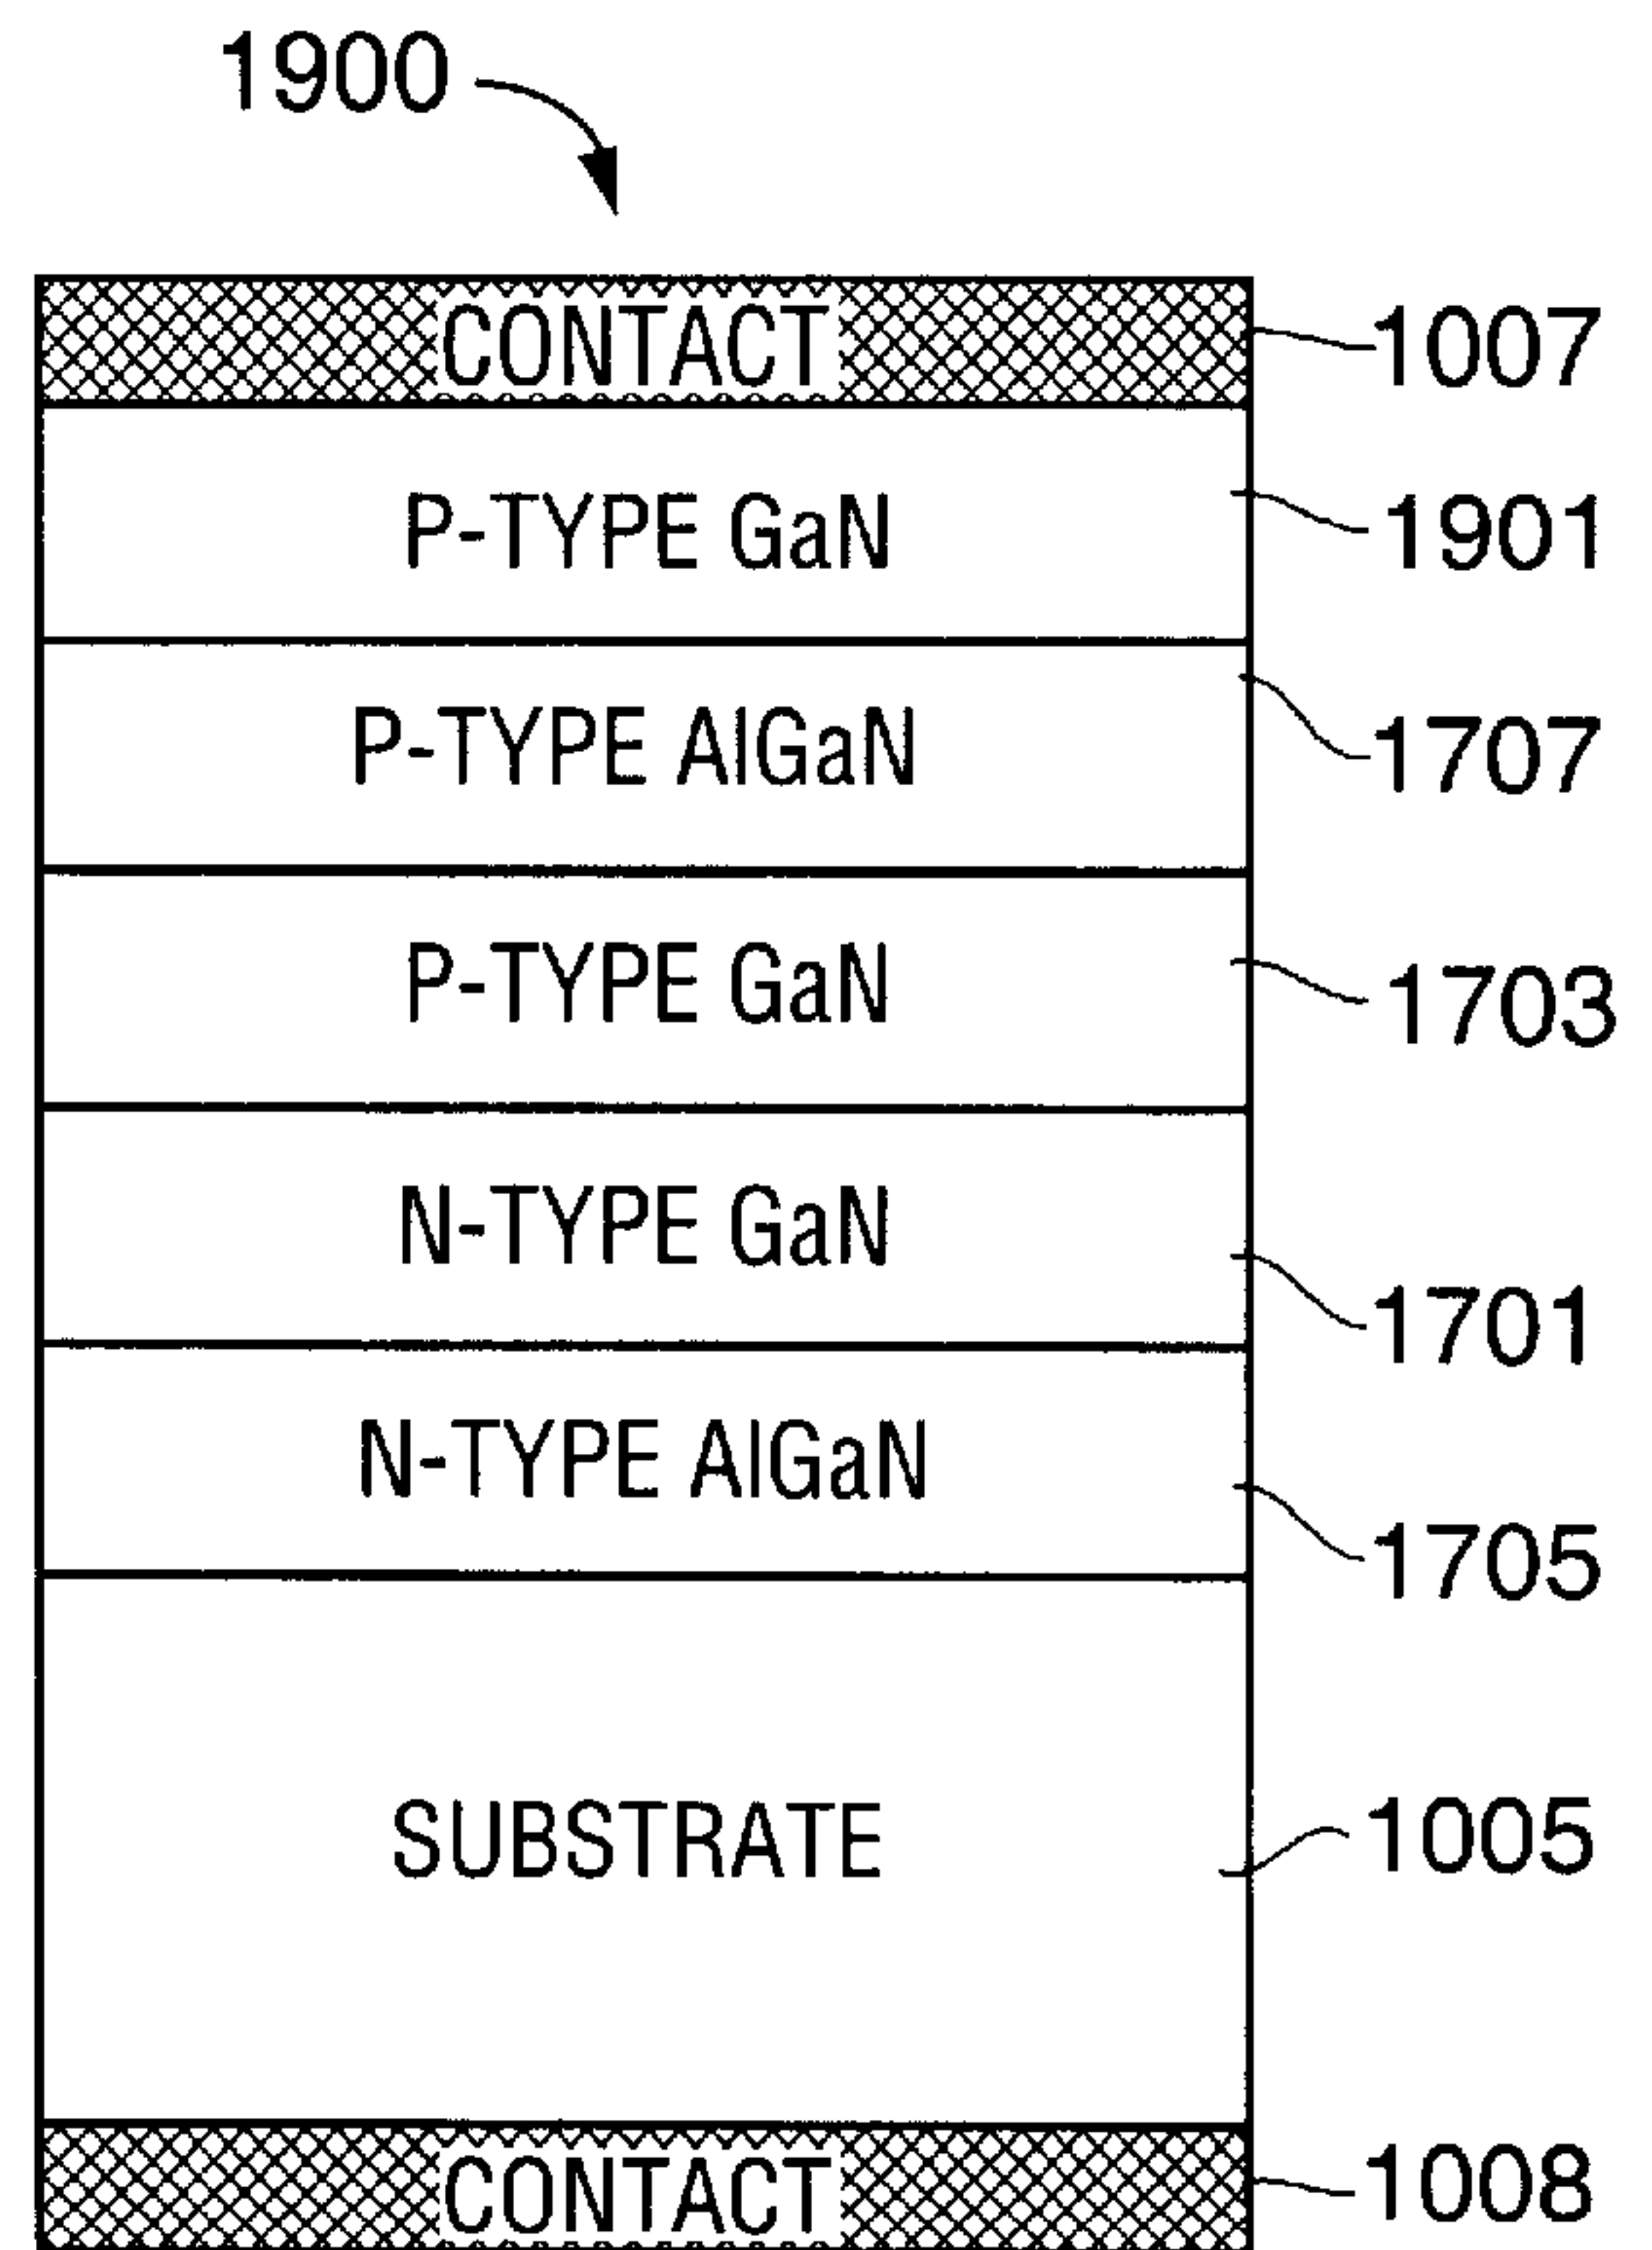 1900
CONTACT 1007
P-TYPE GaN 1901
P-TYPE AlGaN 1707
P-TYPE GaN 1703
N-TYPE GaN 1701
N-TYPE AlGaN 1705
SUBSTRATE 1005
CONTACT 1008